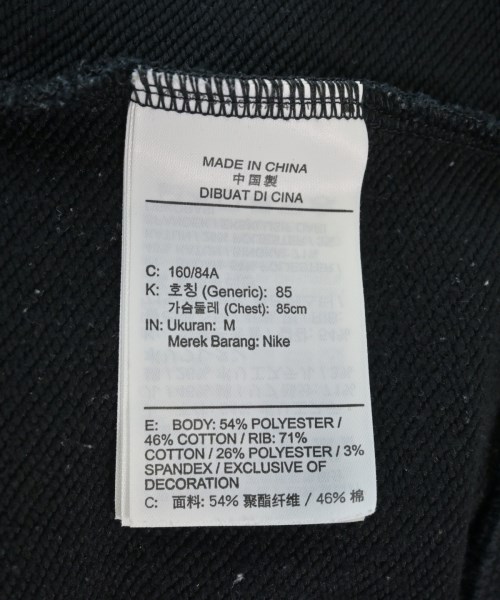 MADE IN CHINA
中国製
DIBUAT DI CINA
C: 160/84A
K: 호칭 (Generic): 85
가슴둘레 (Chest): 85cm
IN: Ukuran: M
Merek Barang: Nike
E: BODY: 54% POLYESTER /
46% COTTON / RIB: 71%
COTTON / 26% POLYESTER / 3%
SPANDEX / EXCLUSIVE OF
DECORATION
C: 面料: 54% 聚酯纤维 / 46% 棉